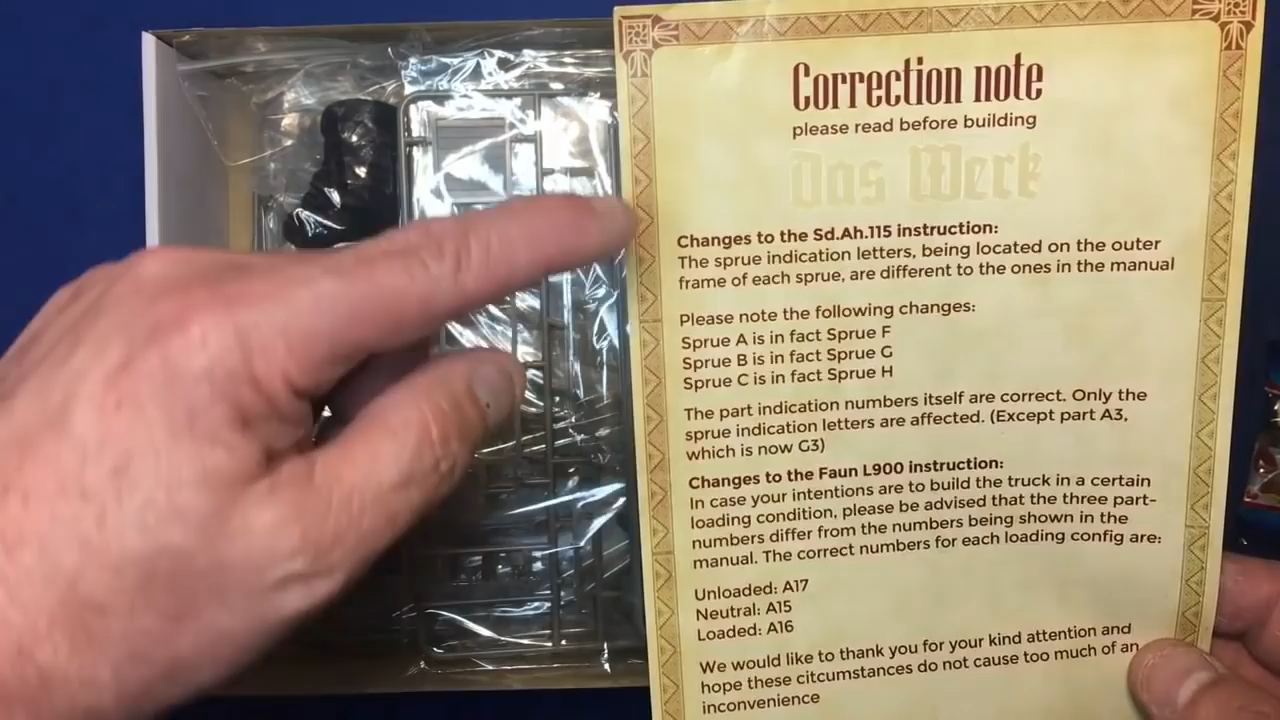 Correction note
please read before building
Das Werk
Changes to the Sd.Ah.115 instruction:
The sprue indication letters, being located on the outer
frame of each sprue, are different to the ones in the manual
Please note the following changes:
Sprue A is in fact Sprue F
Sprue B is in fact Sprue G
Sprue C is in fact Sprue H
The part indication numbers itself are correct. Only the
sprue indication letters are affected. (Except part A3,
which is now G3)
Changes to the Faun L900 instruction:
In case your intentions are to build the truck in a certain
loading condition, please be advised that the three part-
numbers differ from the numbers being shown in the
manual. The correct numbers for each loading config are:
Unloaded: A17
Neutral: A15
Loaded: A16
We would like to thank you for your kind attention and
hope these citcumstances do not cause too much of an
inconvenience